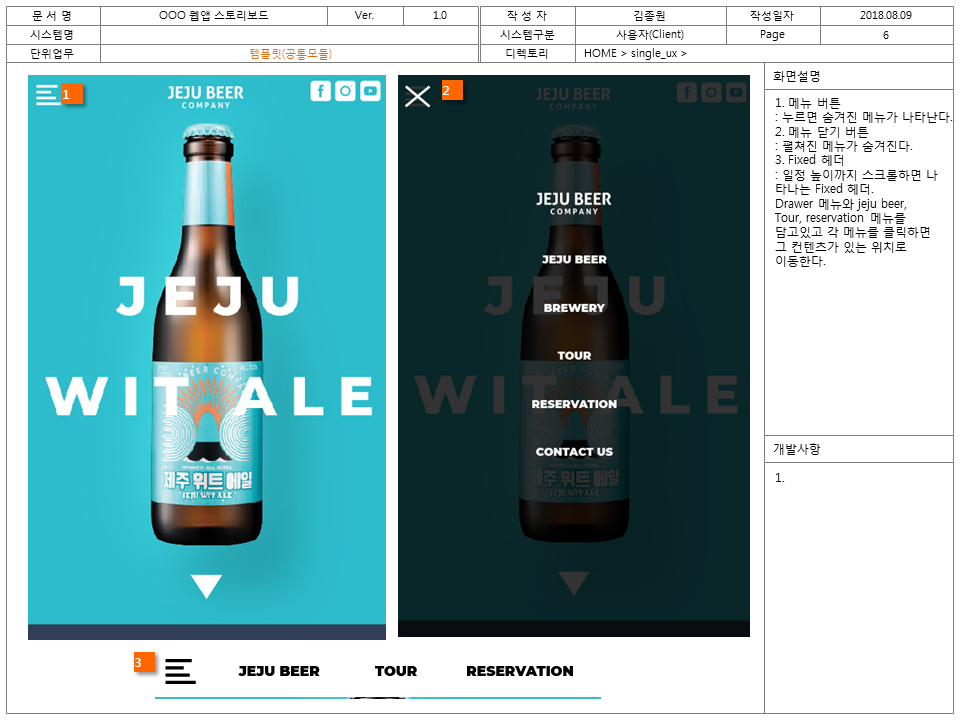 문 서 명 OOO 웹앱 스토리보드 Ver. 1.0 작 성 자 김종원 작성일자 2018.08.09
시스템명 시스템구분 사용자(Client) Page 6
단위업무 템플릿(공통모듈) 디렉토리 HOME > single_ux >
화면설명
1. 메뉴 버튼
: 누르면 숨겨진 메뉴가 나타난다.
2. 메뉴 닫기 버튼
: 펼쳐진 메뉴가 숨겨진다.
3. Fixed 헤더
: 일정 높이까지 스크롤하면 나
타나는 Fixed 헤더.
Drawer 메뉴와 jeju beer,
Tour, reservation 메뉴를
담고있고 각 메뉴를 클릭하면
그 컨텐츠가 있는 위치로
이동한다.
개발사항
1.
1
JEJU BEER
COMPANY
JEJU
WIT ALE
제주 위트 에일
JEJU WIT ALE
2
JEJU BEER
COMPANY
JEJU BEER
COMPANY
JEJU BEER
BREWERY
JEJU
TOUR
WIT ALE
RESERVATION
CONTACT US
제주 위트 에일
JEJU WIT ALE
3
JEJU BEER TOUR RESERVATION